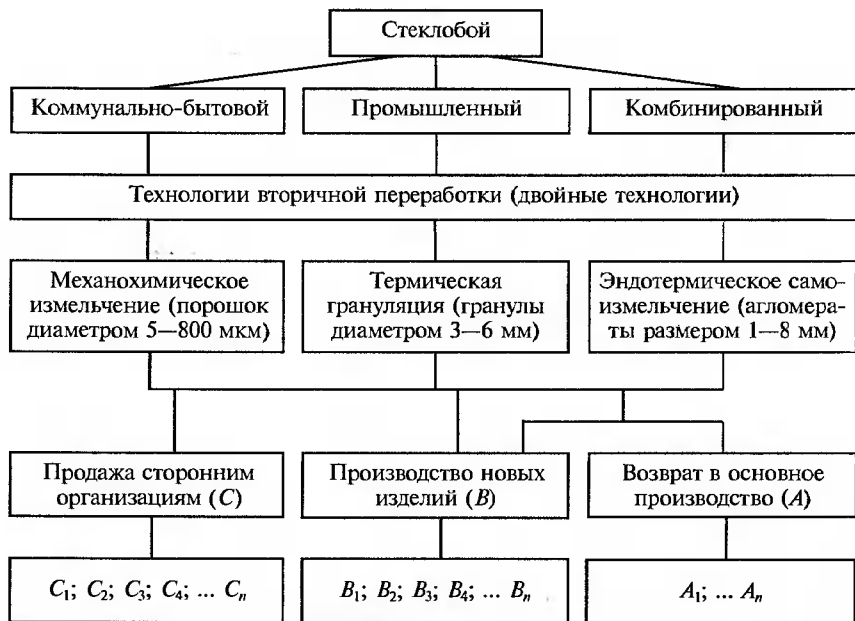 Стеклобой
Коммунально-бытовой
Промышленный
Комбинированный
Технологии вторичной переработки (двойные технологии)
Механохимическое
измельчение (порошок
диаметром 5—800 мкм)
Термическая
грануляция (гранулы
диаметром 3—6 мм)
Эндотермическое само-
измельчение (агломера-
ты размером 1—8 мм)
Продажа сторонним
организациям (C)
Производство новых
изделий (B)
Возврат в основное
производство (A)
C₁; C₂; C₃; C₄; ... Cₙ
B₁; B₂; B₃; B₄; ... Bₙ
A₁; ... Aₙ